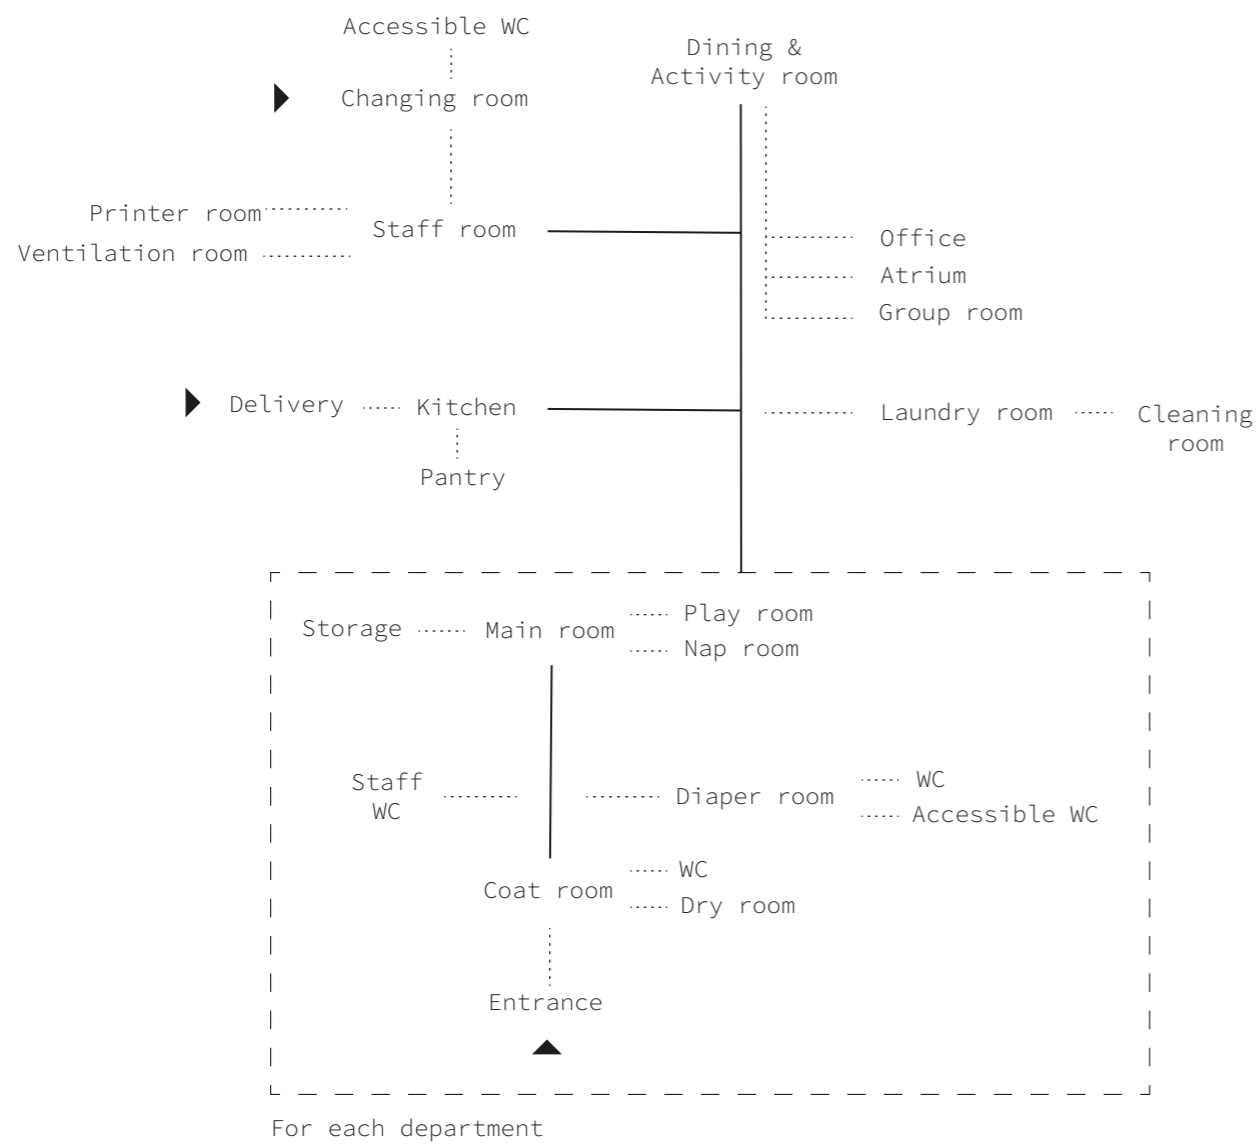 Accessible WC
Dining &
Activity room
Changing room
Printer room
Staff room
Ventilation room
Office
Atrium
Group room
Delivery
Kitchen
Laundry room
Cleaning
room
Pantry
Storage
Main room
Play room
Nap room
Staff
WC
Diaper room
WC
Accessible WC
Coat room
WC
Dry room
Entrance
For each department